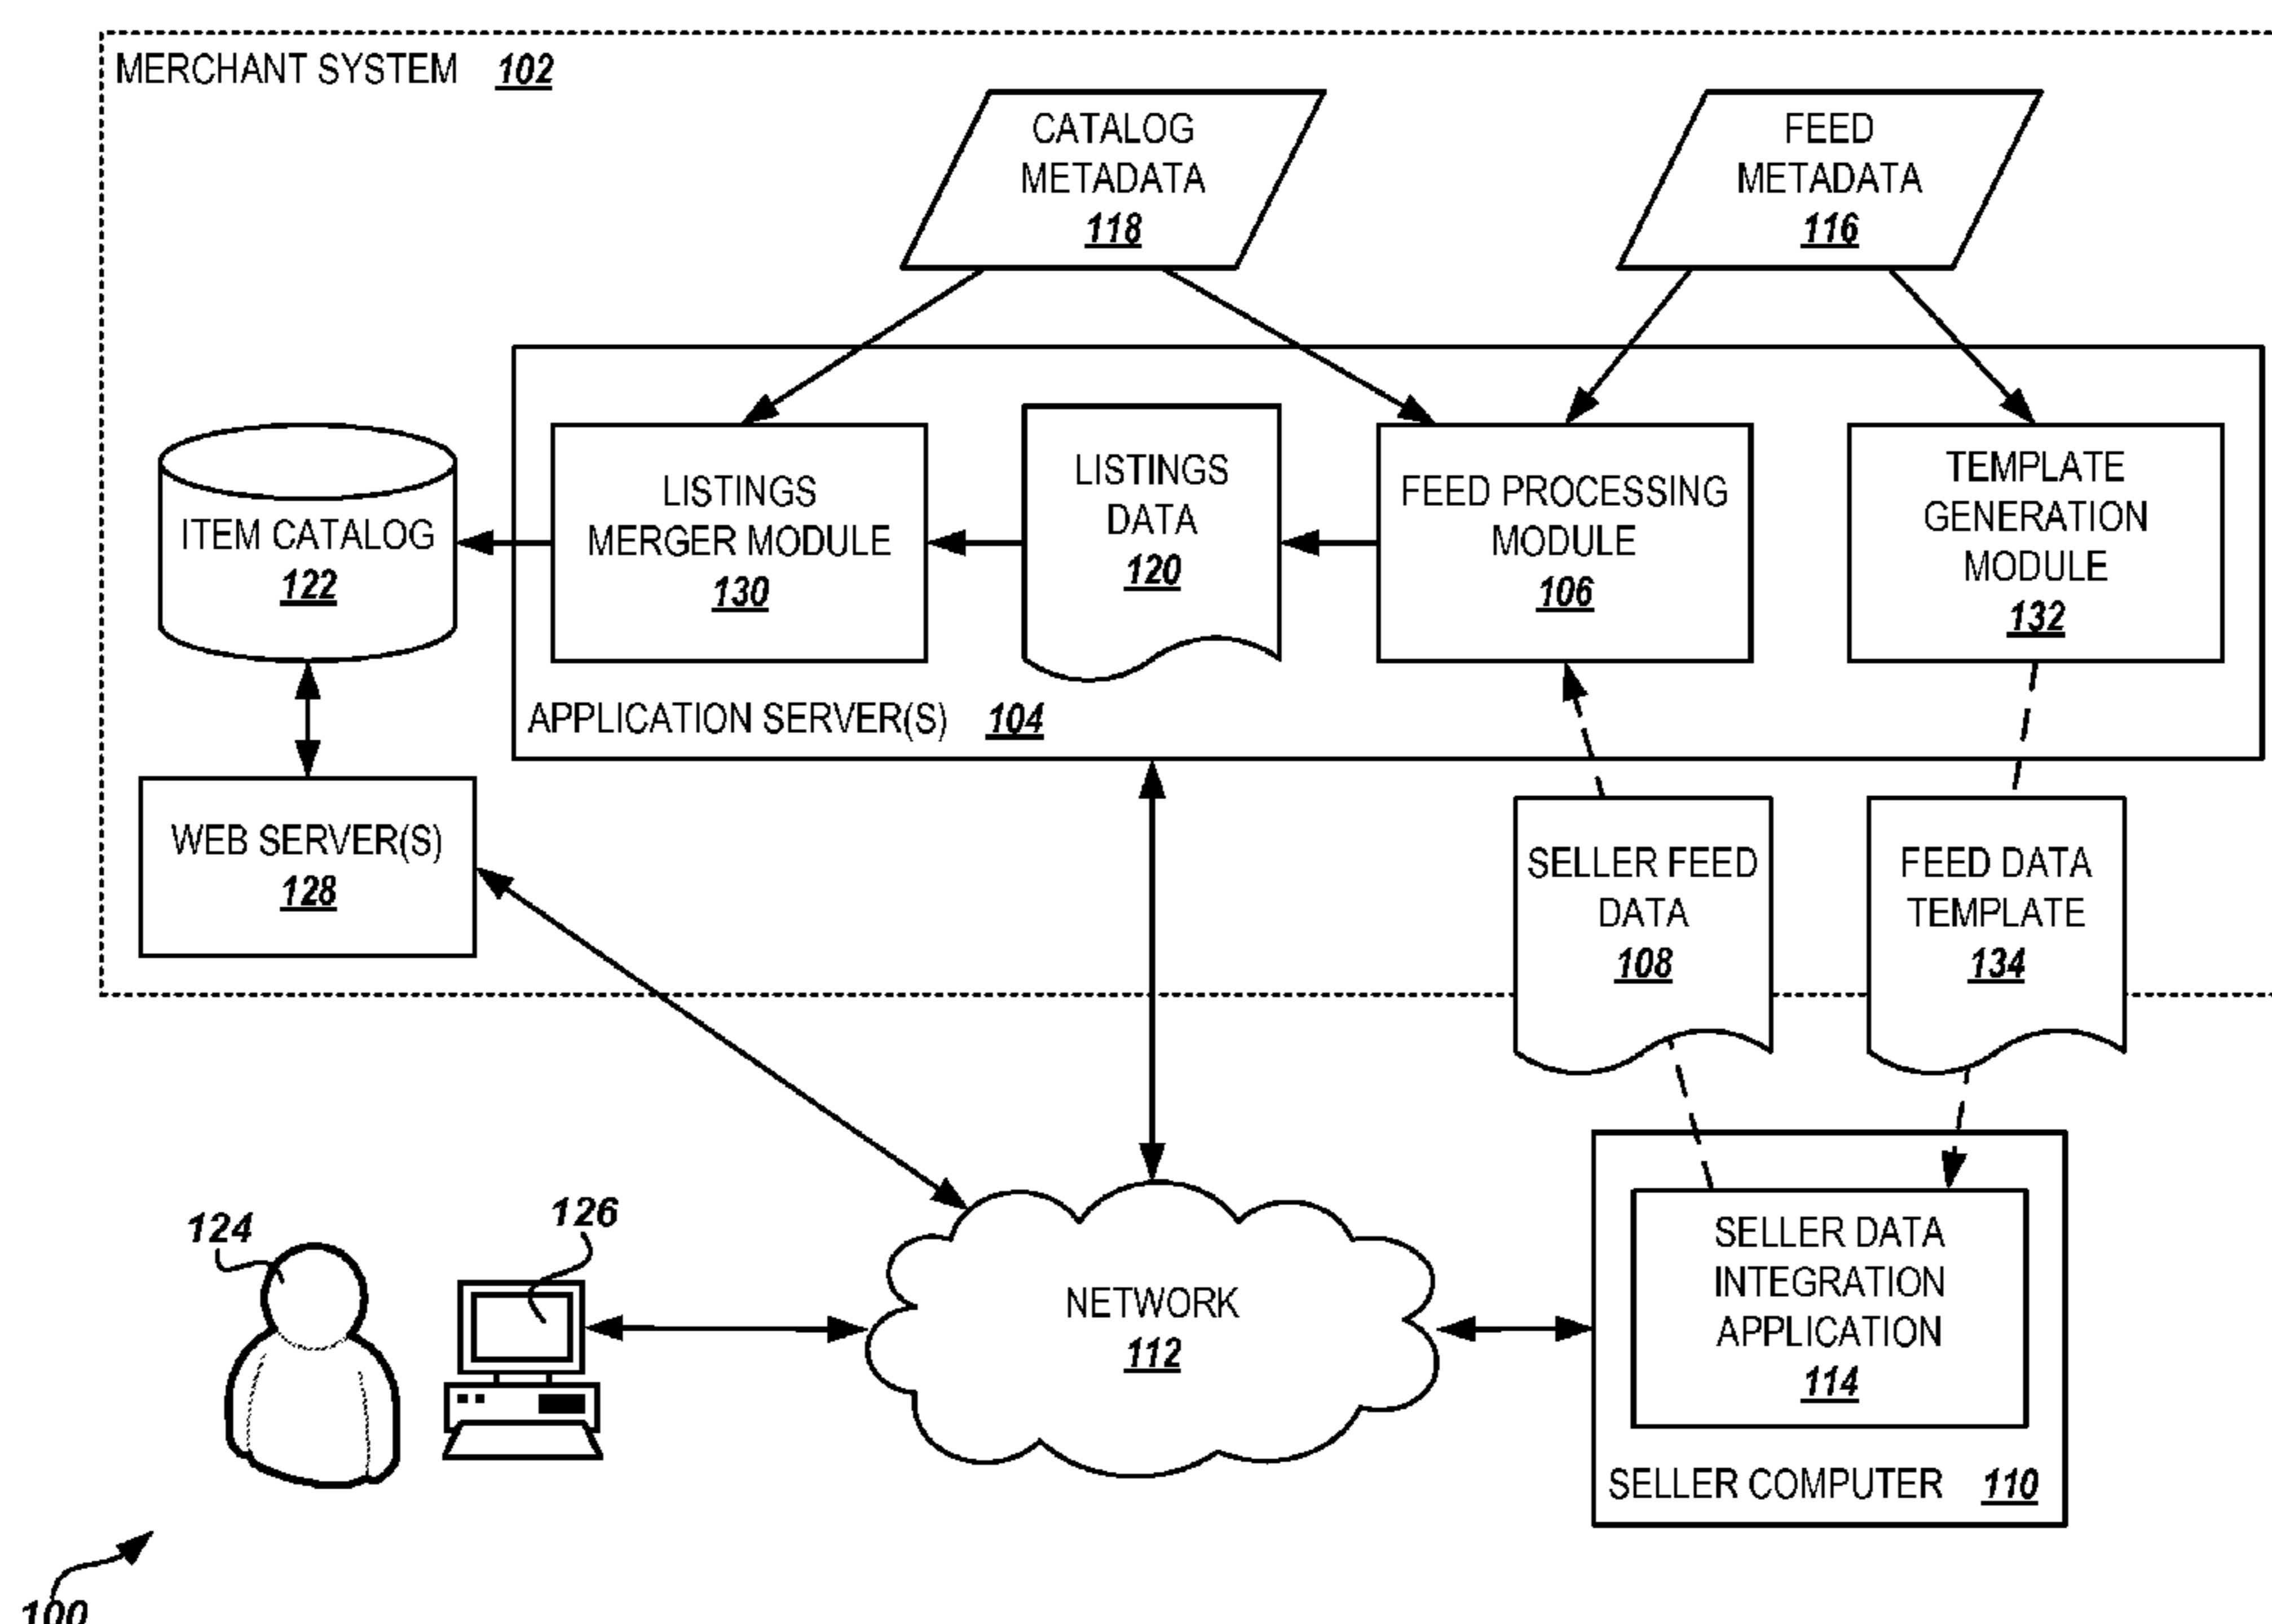 MERCHANT SYSTEM 102
CATALOG
METADATA
118
FEED
METADATA
116
ITEM CATALOG
122
LISTINGS
MERGER MODULE
130
LISTINGS
DATA
120
FEED PROCESSING
MODULE
106
TEMPLATE
GENERATION
MODULE
132
APPLICATION SERVER(S) 104
WEB SERVER(S)
128
SELLER FEED
DATA
108
FEED DATA
TEMPLATE
134
124
126
NETWORK
112
SELLER DATA
INTEGRATION
APPLICATION
114
SELLER COMPUTER 110
100